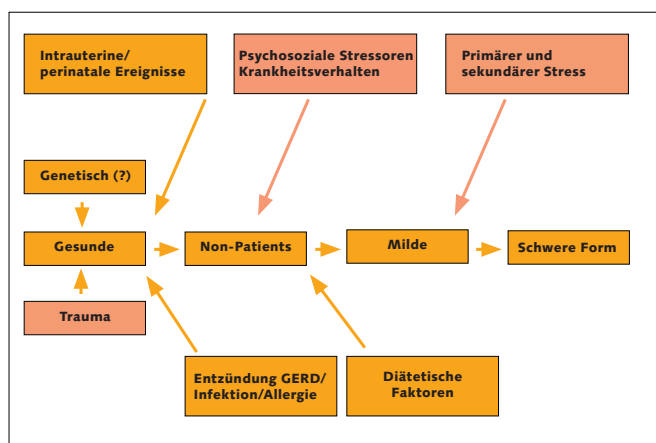 Intrauterine/
perinatale Ereignisse
Psychosoziale Stressoren
Krankheitsverhalten
Primärer und
sekundärer Stress
Genetisch (?)
Gesunde
Non-Patients
Milde
Schwere Form
Trauma
Entzündung GERD/
Infektion/Allergie
Diätetische
Faktoren